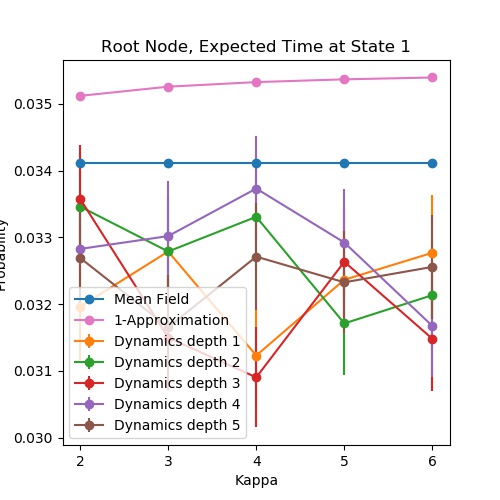 Root Node, Expected Time at State 1
0.035
0.034
0.033
0.032
0.031
0.030
Probability
Mean Field
1-Approximation
Dynamics depth 1
Dynamics depth 2
Dynamics depth 3
Dynamics depth 4
Dynamics depth 5
2 3 4 5 6
Kappa